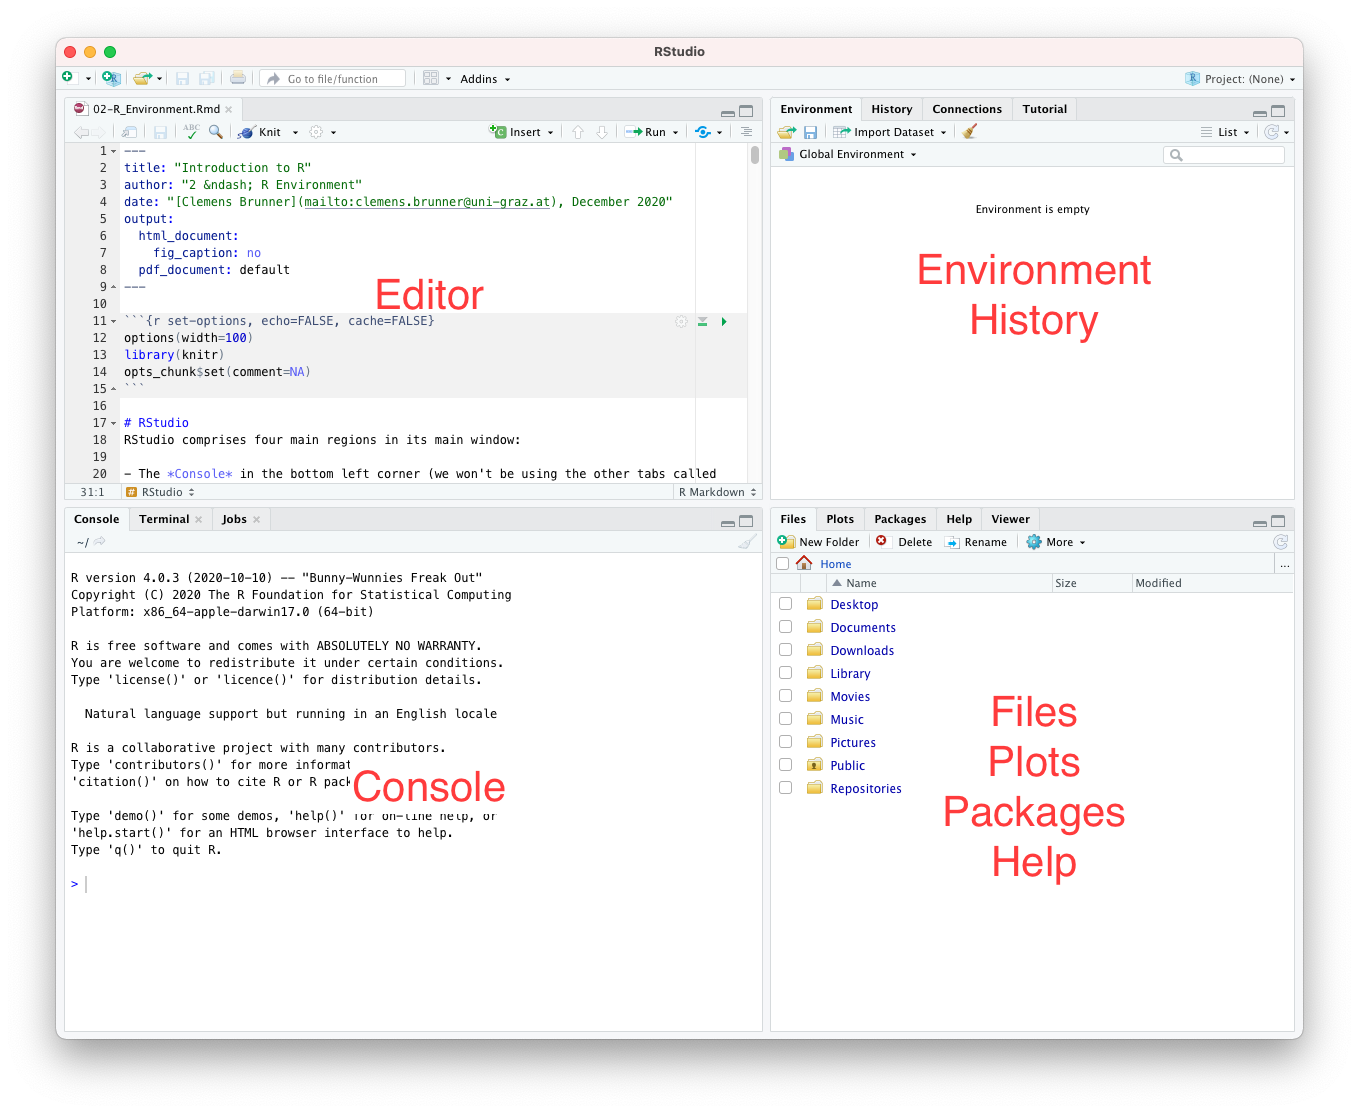 RStudio
Go to file/function
Addins
Project: (None)
02-R_Environment.Rmd
ABC
Knit
Insert
Run
1 ---
2 title: "Introduction to R"
3 author: "2 &ndash; R Environment"
4 date: "[Clemens Brunner](mailto:clemens.brunner@uni-graz.at), December 2020"
5 output:
6 html_document:
7 fig_caption: no
8 pdf_document: default
9 ---
10
Editor
11 ```{r set-options, echo=FALSE, cache=FALSE}
12 options(width=100)
13 library(knitr)
14 opts_chunk$set(comment=NA)
15 ```
16
17 # RStudio
18 RStudio comprises four main regions in its main window:
19
20 - The *Console* in the bottom left corner (we won't be using the other tabs called
31:1 # RStudio R Markdown
Environment History Connections Tutorial
Import Dataset List
Global Environment
Environment is empty
Environment
History
Console Terminal Jobs
~/
R version 4.0.3 (2020-10-10) -- "Bunny-Wunnies Freak Out"
Copyright (C) 2020 The R Foundation for Statistical Computing
Platform: x86_64-apple-darwin17.0 (64-bit)
R is free software and comes with ABSOLUTELY NO WARRANTY.
You are welcome to redistribute it under certain conditions.
Type 'license()' or 'licence()' for distribution details.
Natural language support but running in an English locale
R is a collaborative project with many contributors.
Type 'contributors()' for more informat
'citation()' on how to cite R or R pack
Console
Type 'demo()' for some demos, 'help()' for on-line help, or
'help.start()' for an HTML browser interface to help.
Type 'q()' to quit R.
>
Files Plots Packages Help Viewer
New Folder Delete Rename More
Home ...
Name Size Modified
Desktop
Documents
Downloads
Library
Movies
Music
Pictures
Public
Repositories
Files
Plots
Packages
Help